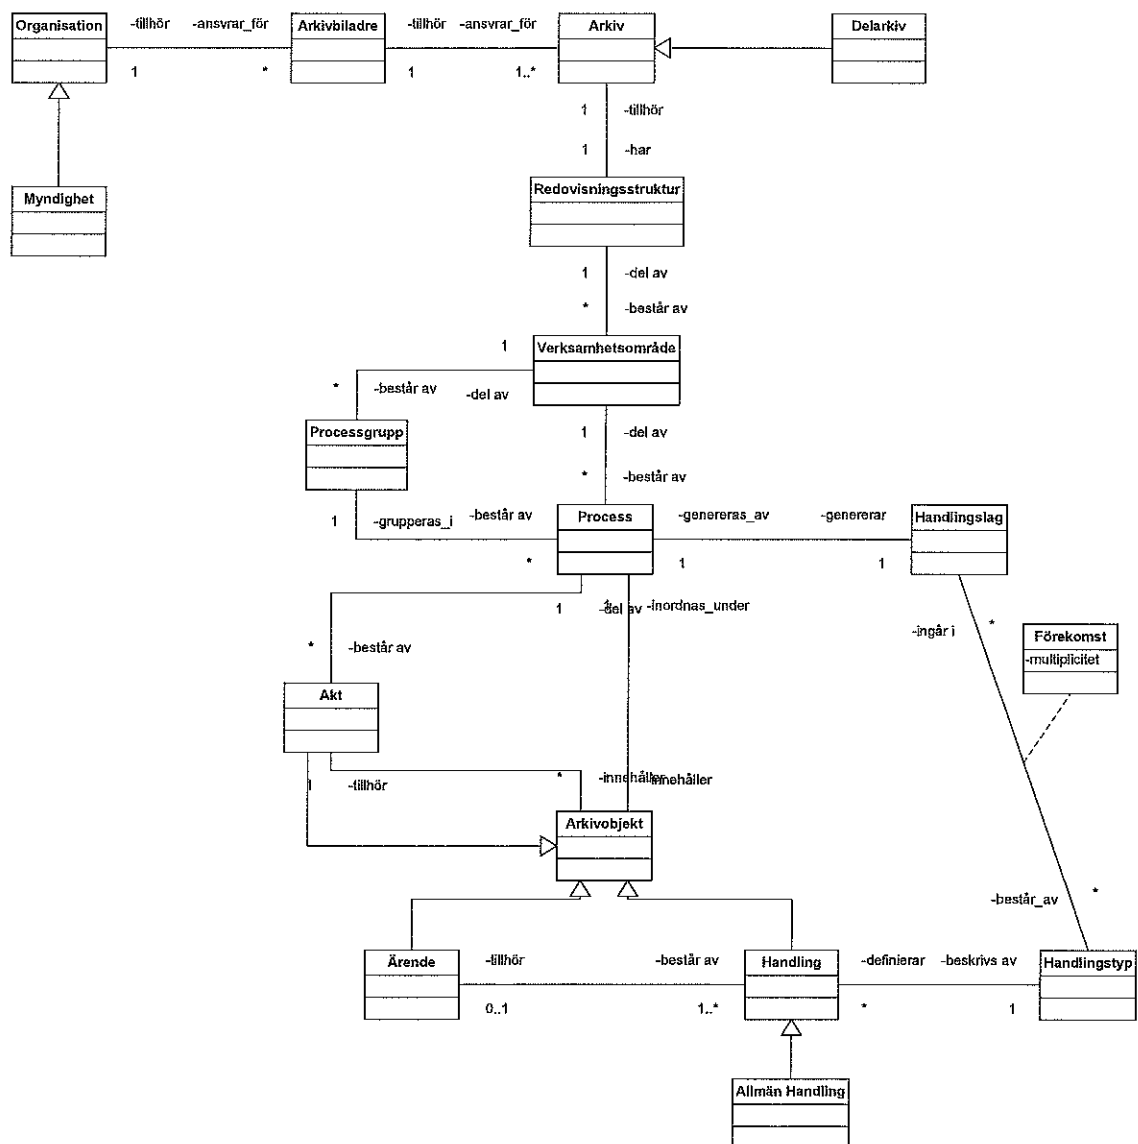 Organisation
-tillhör
-ansvrar_för
Arkivbiladre
-tillhör
-ansvrar_för
Arkiv
Delarkiv
1
*
1
1..*
1
-tillhör
1
-har
Myndighet
Redovisningsstruktur
1
-del av
*
-består av
1
Verksamhetsområde
*
-består av
-del av
Processgrupp
1
-del av
*
-består av
1
-grupperas_i
-består av
*
Process
-genereras_av
-genererar
Handlingslag
1
1
1
-del av
1
-inordnas_under
-ingår i
*
Förekomst
-multiplicitet
*
-består av
Akt
1
-tillhör
*
-innehåller
-innehåller
Arkivobjekt
-består_av
*
Ärende
-tillhör
-består av
Handling
-definierar
-beskrivs av
Handlingstyp
0..1
1..*
*
1
Allmän Handling